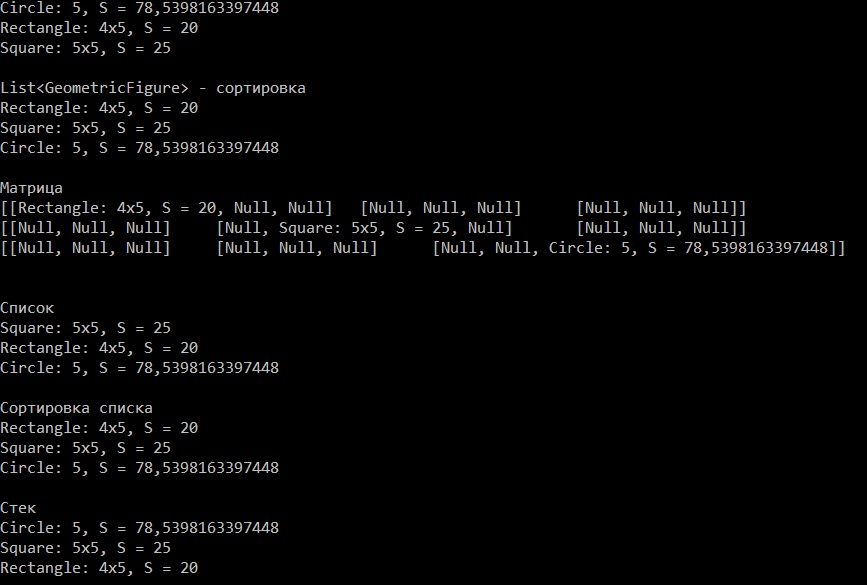 Circle: 5, S = 78,5398163397448
Rectangle: 4x5, S = 20
Square: 5x5, S = 25
List<GeometricFigure> - сортировка
Rectangle: 4x5, S = 20
Square: 5x5, S = 25
Circle: 5, S = 78,5398163397448
Матрица
[[Rectangle: 4x5, S = 20, Null, Null]   [Null, Null, Null]      [Null, Null, Null]]
[[Null, Null, Null]     [Null, Square: 5x5, S = 25, Null]       [Null, Null, Null]]
[[Null, Null, Null]     [Null, Null, Null]      [Null, Null, Circle: 5, S = 78,5398163397448]]
Список
Square: 5x5, S = 25
Rectangle: 4x5, S = 20
Circle: 5, S = 78,5398163397448
Сортировка списка
Rectangle: 4x5, S = 20
Square: 5x5, S = 25
Circle: 5, S = 78,5398163397448
Стек
Circle: 5, S = 78,5398163397448
Square: 5x5, S = 25
Rectangle: 4x5, S = 20